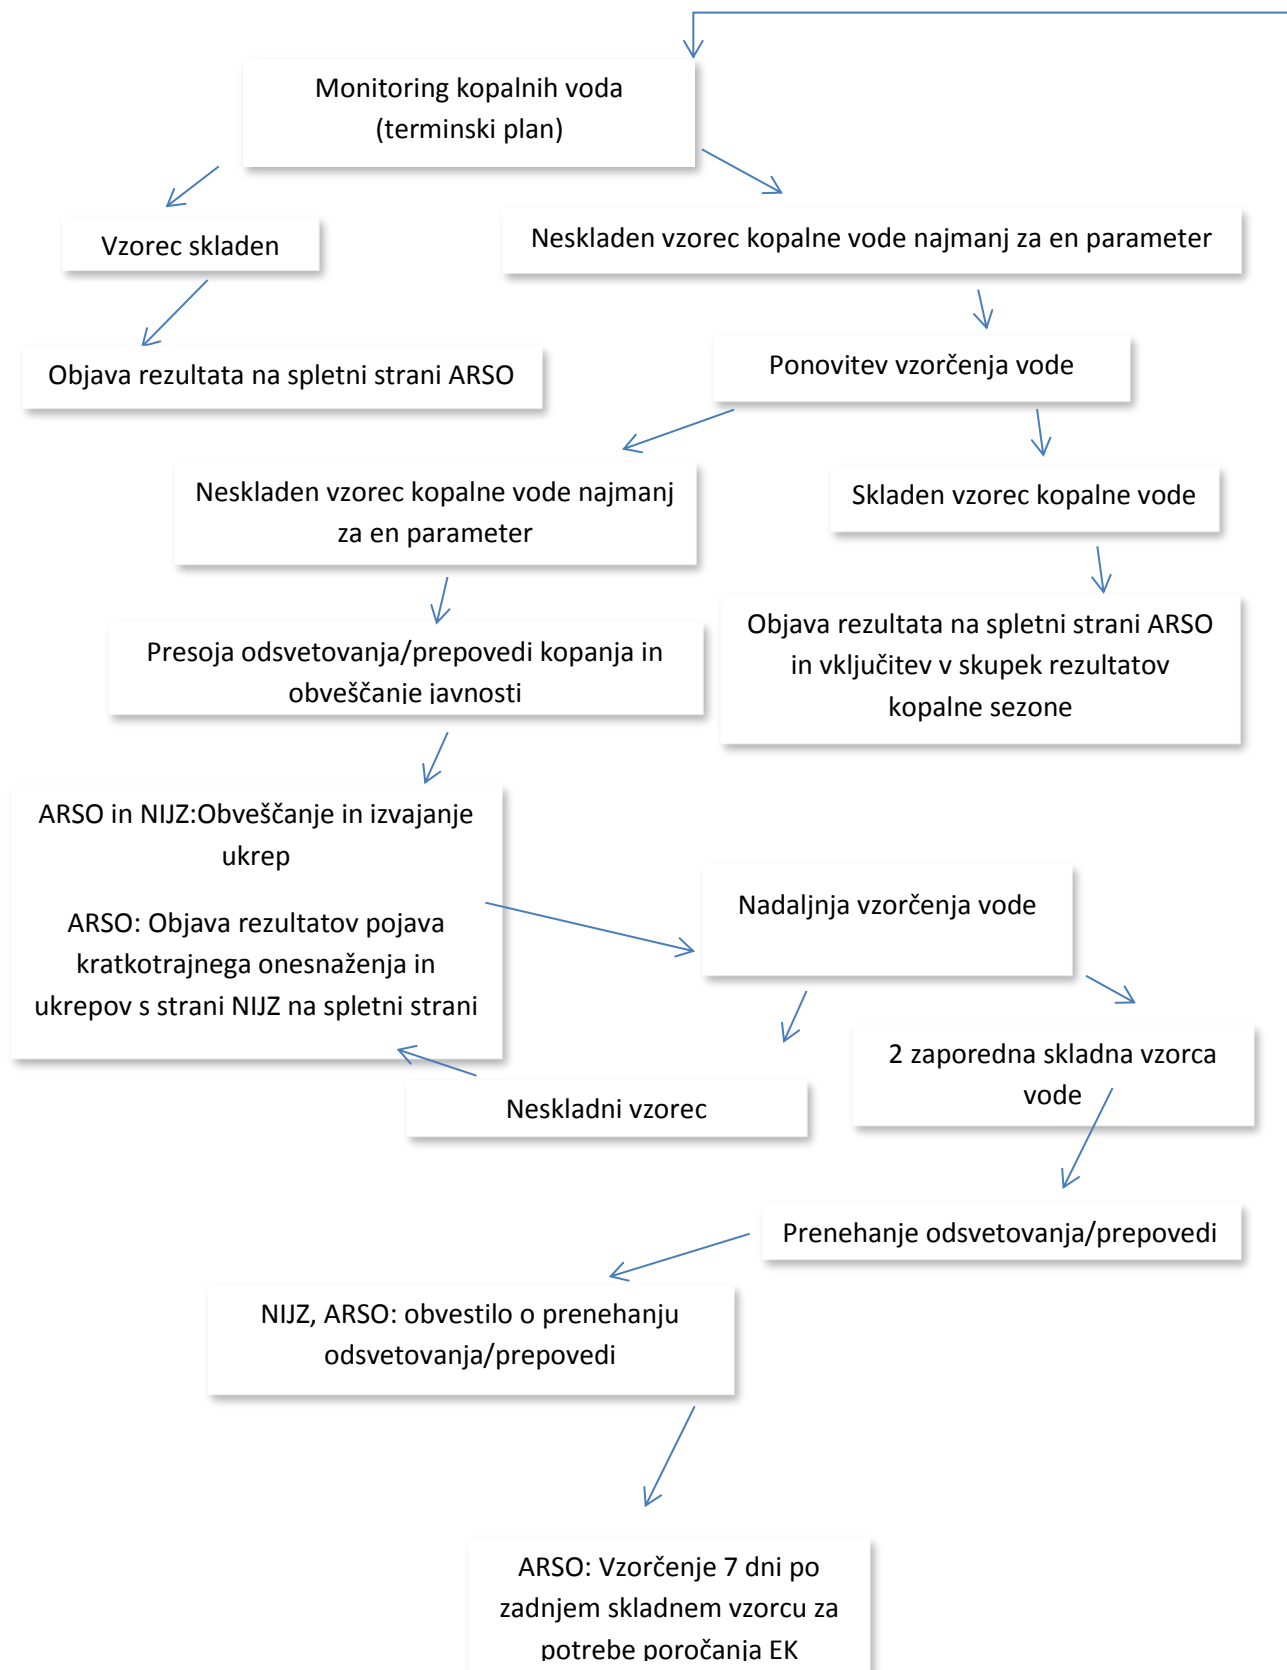 Monitoring kopalnih voda
(terminski plan)
Vzorec skladen
Neskladen vzorec kopalne vode najmanj za en parameter
Objava rezultata na spletni strani ARSO
Ponovitev vzorčenja vode
Neskladen vzorec kopalne vode najmanj
za en parameter
Skladen vzorec kopalne vode
Presoja odsvetovanja/prepovedi kopanja in
obveščanje javnosti
Objava rezultata na spletni strani ARSO
in vključitev v skupek rezultatov
kopalne sezone
ARSO in NIJZ:Obveščanje in izvajanje
ukrep
ARSO: Objava rezultatov pojava
kratkotrajnega onesnaženja in
ukrepov s strani NIJZ na spletni strani
Nadaljnja vzorčenja vode
Neskladni vzorec
2 zaporedna skladna vzorca
vode
Prenehanje odsvetovanja/prepovedi
NIJZ, ARSO: obvestilo o prenehanju
odsvetovanja/prepovedi
ARSO: Vzorčenje 7 dni po
zadnjem skladnem vzorcu za
potrebe poročanja EK